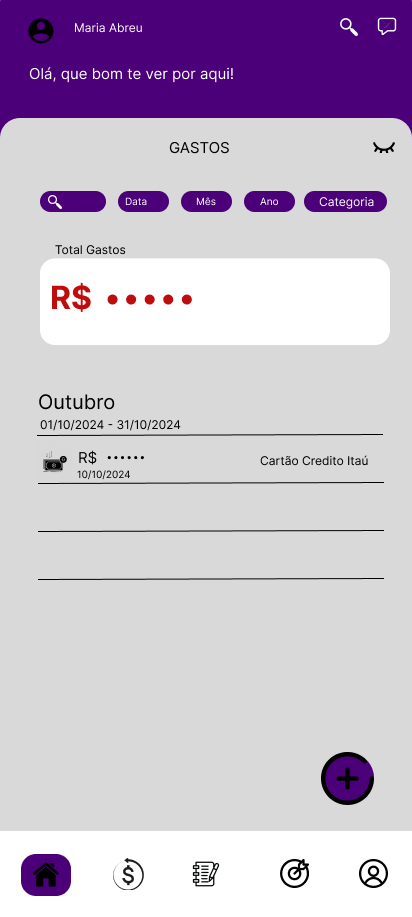 Maria Abreu
Olá, que bom te ver por aqui!
GASTOS
Data Mês Ano Categoria
Total Gastos
R$ •••••
Outubro
01/10/2024 - 31/10/2024
R$ •••••• Cartão Credito Itaú
10/10/2024